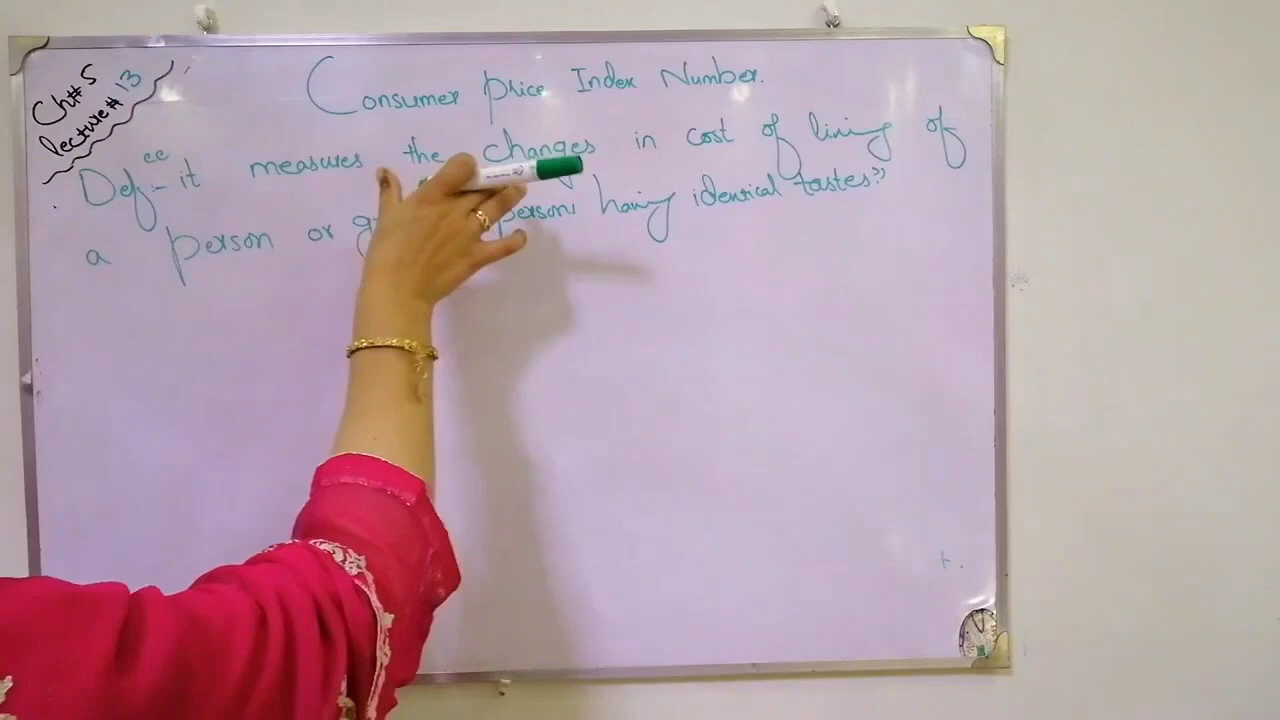 Ch# 5
Lecture# 13
Consumer price Index Number.
Def:- "it measures the changes in cost of living of
a person or persons having identical tastes"